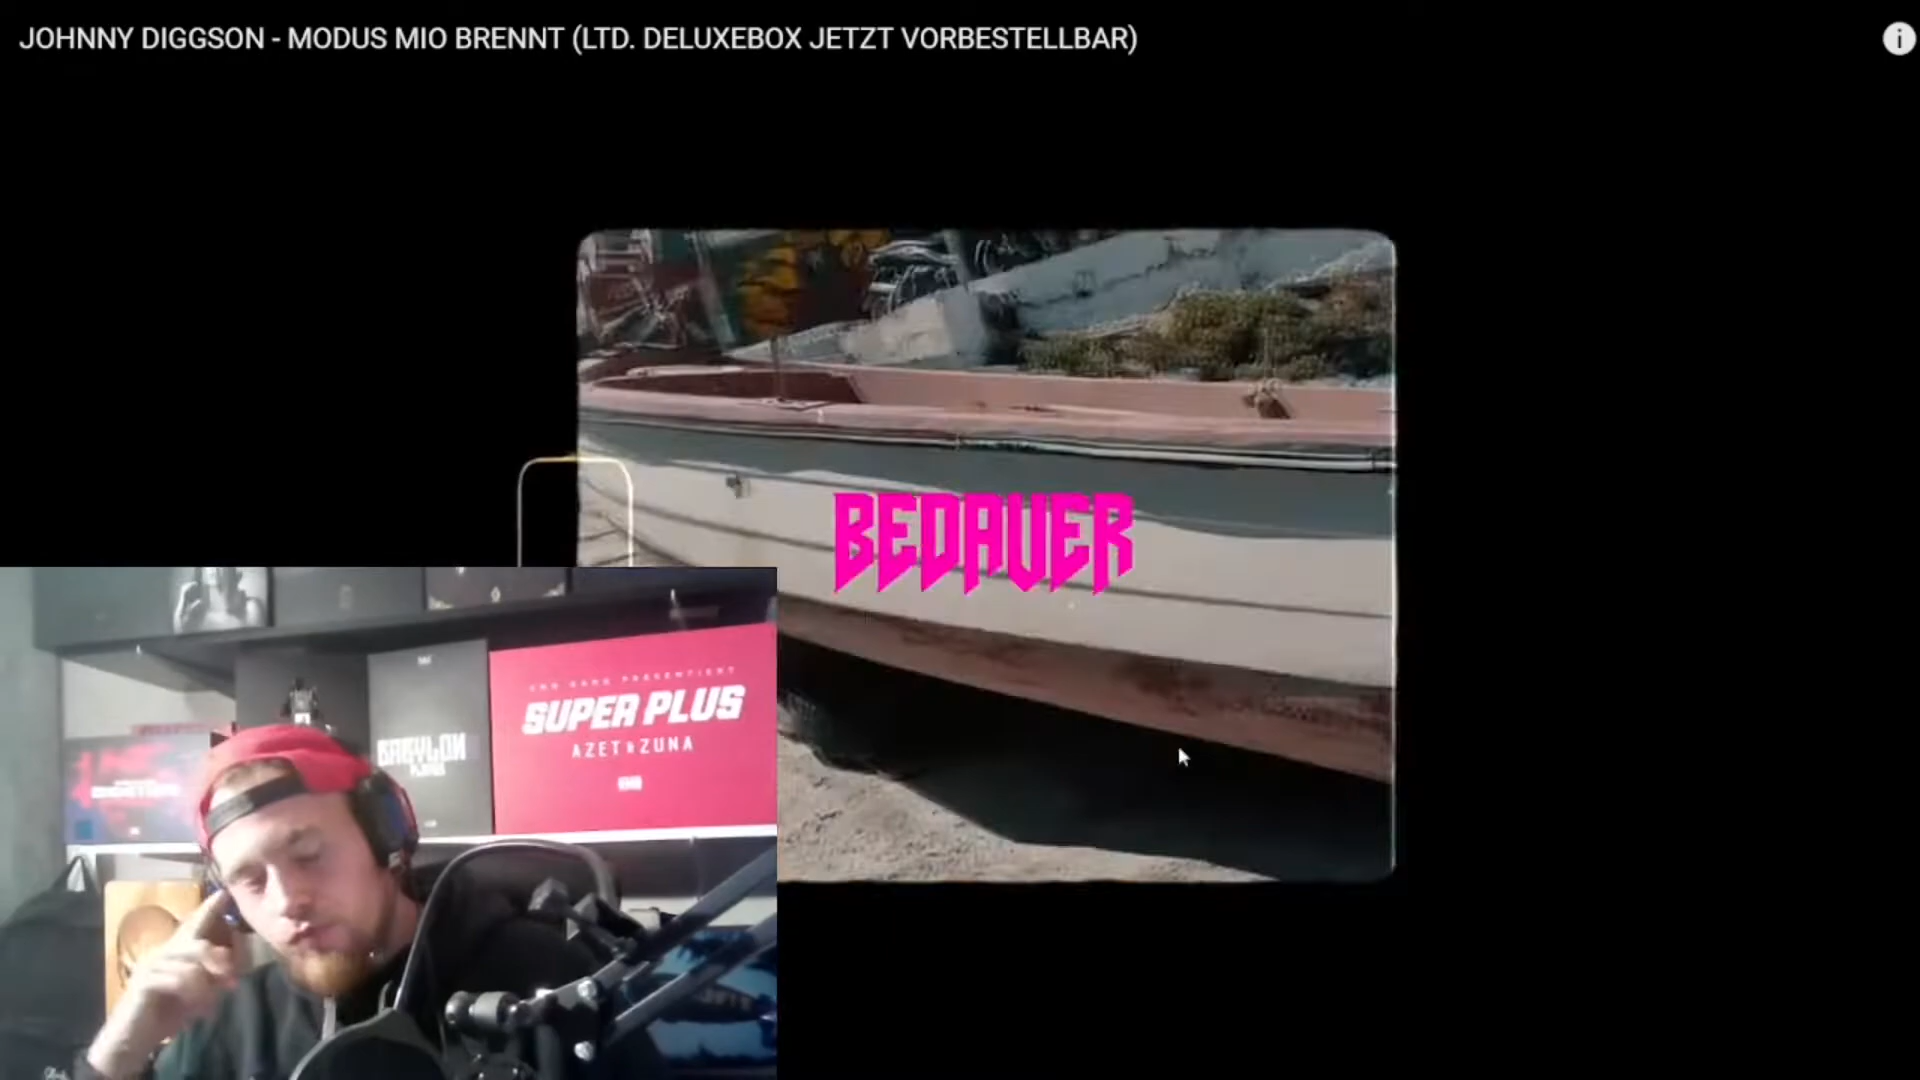 JOHNNY DIGGSON - MODUS MIO BRENNT (LTD. DELUXEBOX JETZT VORBESTELLBAR)
BEDAUER
SUPER PLUS
AZET & ZUNA
BABYLON